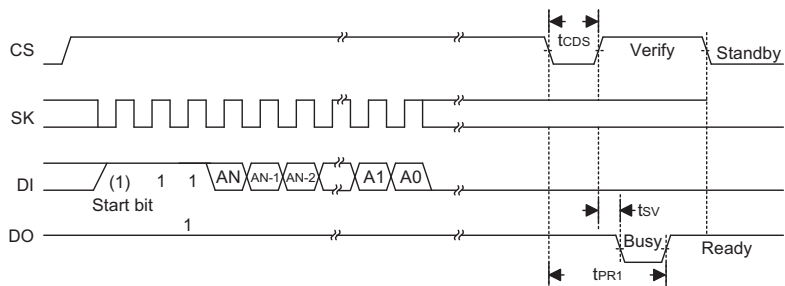 CS
tCDS
Verify
Standby
SK
DI
(1) 1 1 AN AN-1 AN-2 A1 A0
Start bit
tSV
1
DO
Busy
Ready
tPR1